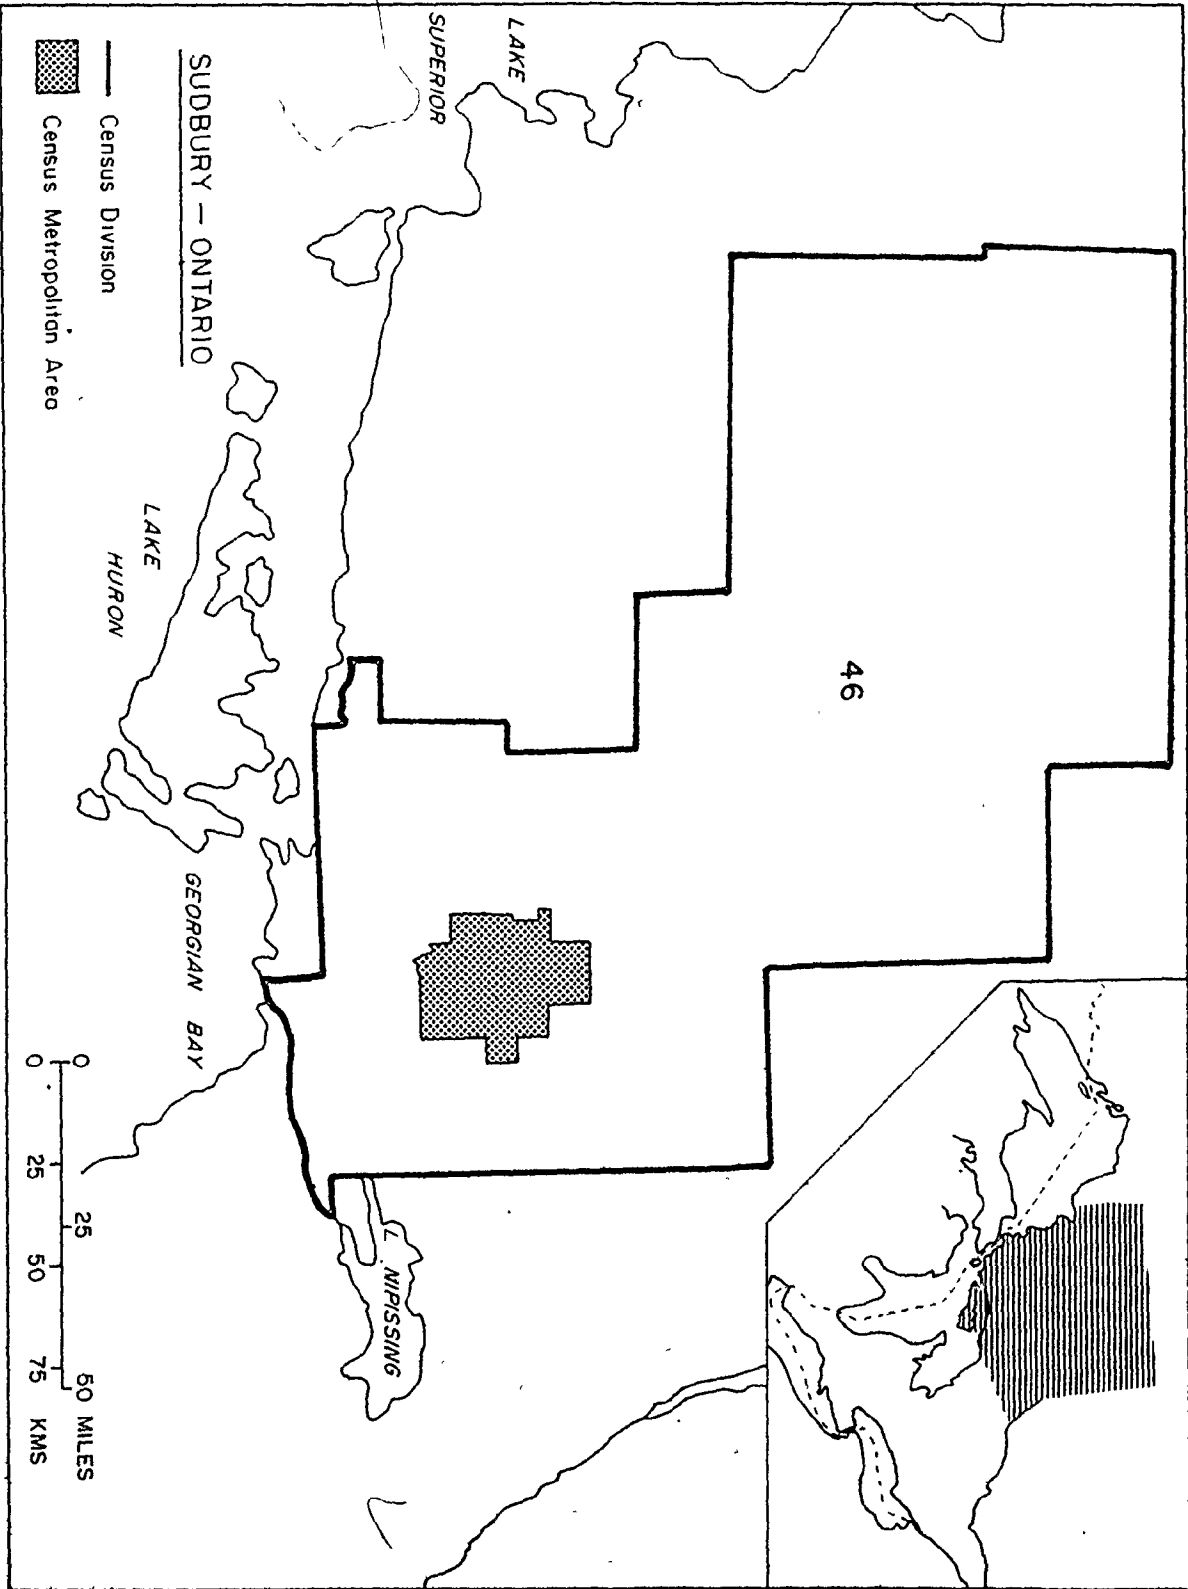 LAKE
SUPERIOR
46
L NIPISSING
LAKE
HURON
GEORGIAN BAY
SUDBURY — ONTARIO
Census Division
Census Metropolitan Area
0 25 50 MILES
0 25 50 75 KMS